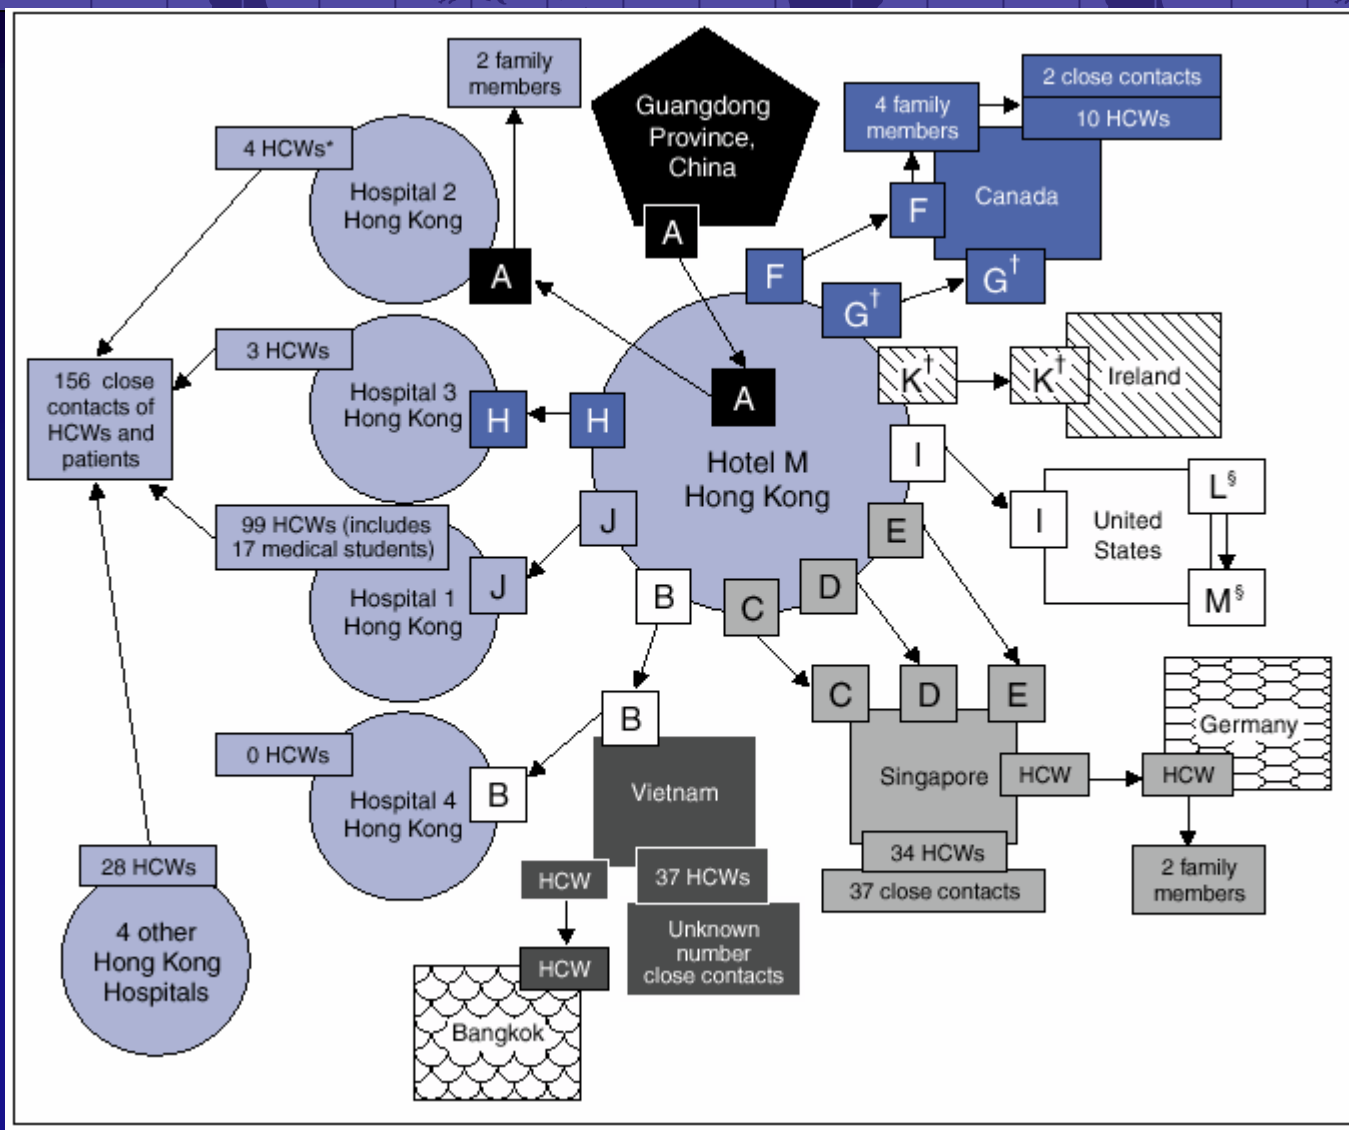 2 family
members
Guangdong
Province,
China
A
4 family
members
2 close contacts
10 HCWs
Canada
F
G†
4 HCWs*
Hospital 2
Hong Kong
A
F
G†
3 HCWs
Hospital 3
Hong Kong
H
H
A
Hotel M
Hong Kong
K†
K†
Ireland
156 close
contacts of
HCWs and
patients
I
I
United
States
L§
M§
99 HCWs (includes
17 medical students)
Hospital 1
Hong Kong
J
J
B
C
D
E
B
C
D
E
Germany
0 HCWs
Hospital 4
Hong Kong
B
Vietnam
Singapore
HCW
HCW
28 HCWs
4 other
Hong Kong
Hospitals
HCW
37 HCWs
34 HCWs
37 close contacts
2 family
members
Unknown
number
close contacts
HCW
Bangkok